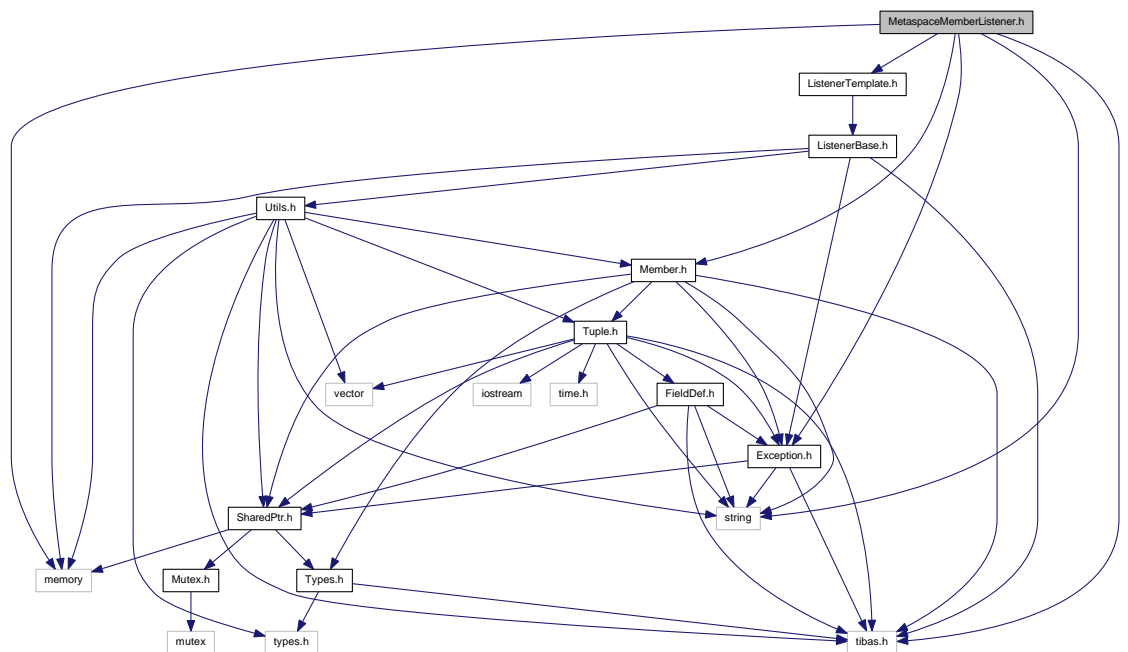 MetaspaceMemberListener.h
ListenerTemplate.h
ListenerBase.h
Utils.h
Member.h
Tuple.h
vector
iostream
time.h
FieldDef.h
Exception.h
SharedPtr.h
string
memory
Mutex.h
Types.h
mutex
types.h
tibas.h